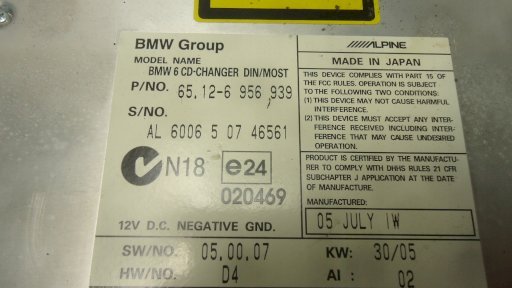 BMW Group
MODEL NAME
BMW 6 CD-CHANGER DIN/MOST
P/NO. 65.12-6 956 939
S/NO.
AL 6006 5 07 46561
N18 e24
020469
12V D.C. NEGATIVE GND.
SW/NO. 05.00.07
HW/NO. D4
ALPINE
MADE IN JAPAN
THIS DEVICE COMPLIES WITH PART 15 OF
THE FCC RULES. OPERATION IS SUBJECT
TO THE FOLLOWING TWO CONDITIONS:
(1) THIS DEVICE MAY NOT CAUSE HARMFUL
INTERFERENCE.
(2) THIS DEVICE MUST ACCEPT ANY INTER-
FERENCE RECEIVED INCLUDING INTER-
FERENCE THAT MAY CAUSE UNDESIRED
OPERATION.
PRODUCT IS CERTIFIED BY THE MANUFACTU-
RER TO COMPLY WITH DHHS RULES 21 CFR
SUBCHAPTER J APPLICATION AT THE DATE
OF MANUFACTURE.
MANUFACTURED:
05 JULY IW
KW: 30/05
AI : 02